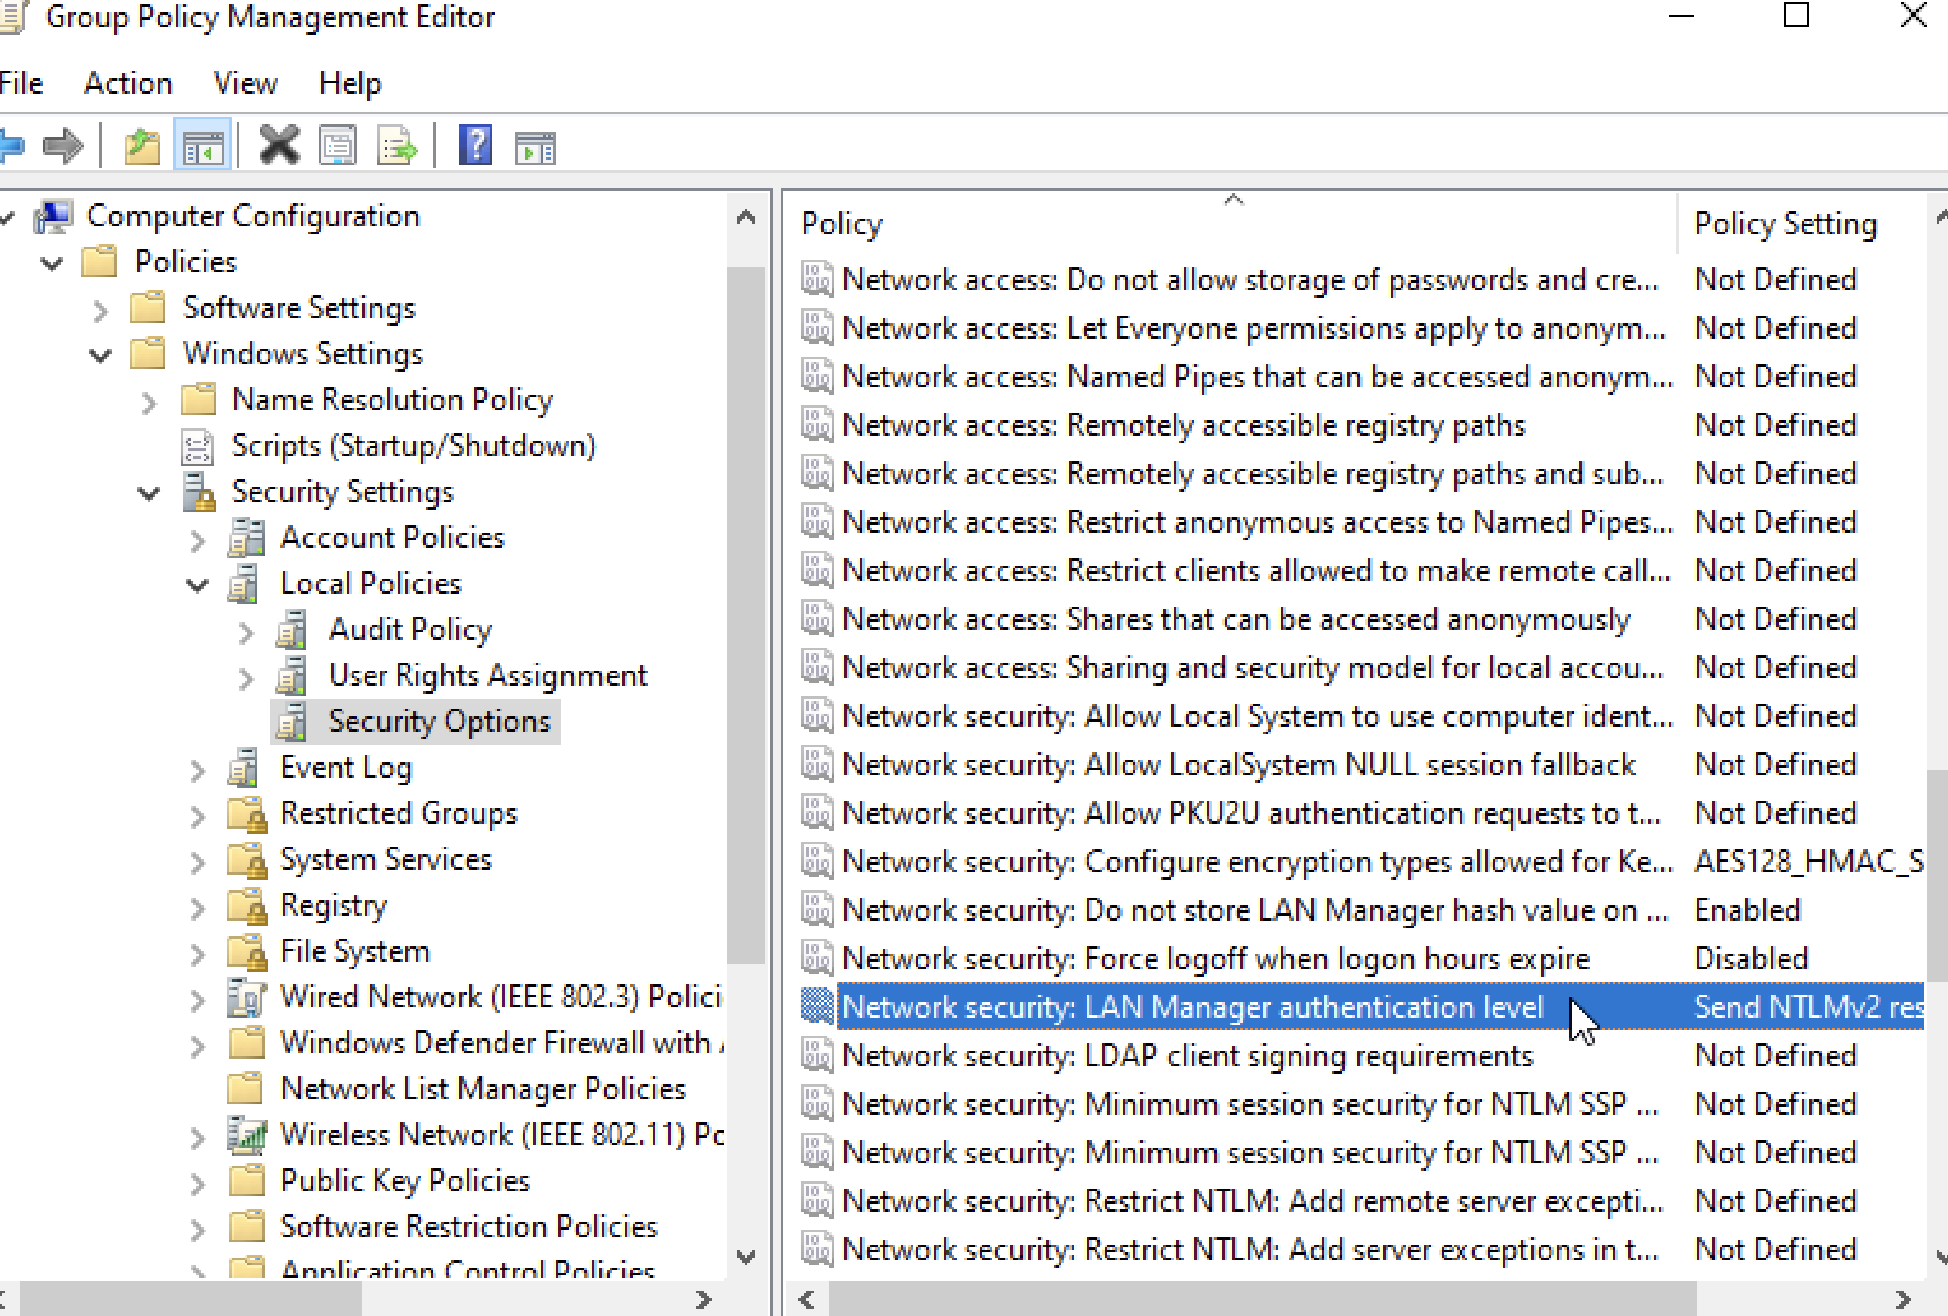 Group Policy Management Editor
File Action View Help
Computer Configuration
Policies
Software Settings
Windows Settings
Name Resolution Policy
Scripts (Startup/Shutdown)
Security Settings
Account Policies
Local Policies
Audit Policy
User Rights Assignment
Security Options
Event Log
Restricted Groups
System Services
Registry
File System
Wired Network (IEEE 802.3) Polici
Windows Defender Firewall with
Network List Manager Policies
Wireless Network (IEEE 802.11) Pc
Public Key Policies
Software Restriction Policies
Application Control Policies
Policy Policy Setting
Network access: Do not allow storage of passwords and cre... Not Defined
Network access: Let Everyone permissions apply to anonym... Not Defined
Network access: Named Pipes that can be accessed anonym... Not Defined
Network access: Remotely accessible registry paths Not Defined
Network access: Remotely accessible registry paths and sub... Not Defined
Network access: Restrict anonymous access to Named Pipes... Not Defined
Network access: Restrict clients allowed to make remote call... Not Defined
Network access: Shares that can be accessed anonymously Not Defined
Network access: Sharing and security model for local accou... Not Defined
Network security: Allow Local System to use computer ident... Not Defined
Network security: Allow LocalSystem NULL session fallback Not Defined
Network security: Allow PKU2U authentication requests to t... Not Defined
Network security: Configure encryption types allowed for Ke... AES128_HMAC_S
Network security: Do not store LAN Manager hash value on ... Enabled
Network security: Force logoff when logon hours expire Disabled
Network security: LAN Manager authentication level Send NTLMv2 res
Network security: LDAP client signing requirements Not Defined
Network security: Minimum session security for NTLM SSP ... Not Defined
Network security: Minimum session security for NTLM SSP ... Not Defined
Network security: Restrict NTLM: Add remote server excepti... Not Defined
Network security: Restrict NTLM: Add server exceptions in t... Not Defined